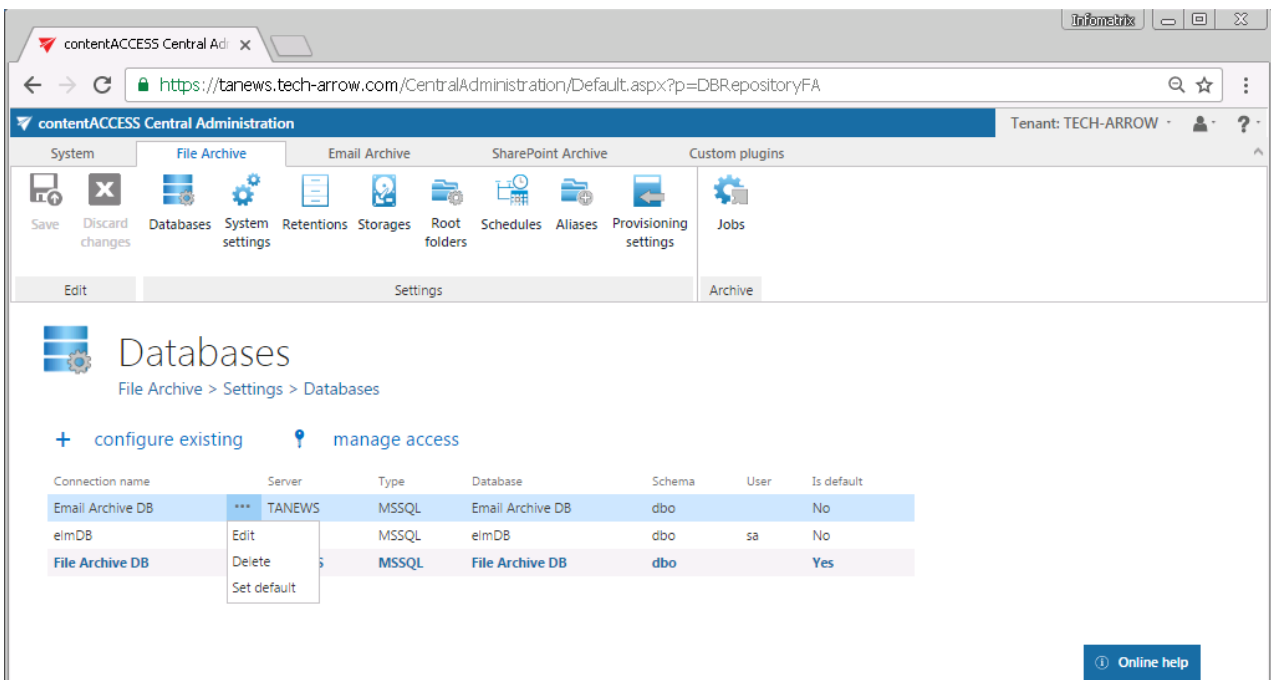 Infomatrix
contentACCESS Central Adr
https://tanews.tech-arrow.com/CentralAdministration/Default.aspx?p=DBRepositoryFA
contentACCESS Central Administration Tenant: TECH-ARROW ?
System File Archive Email Archive SharePoint Archive Custom plugins
Save Discard changes Databases System settings Retentions Storages Root folders Schedules Aliases Provisioning settings Jobs
Edit Settings Archive
Databases
File Archive > Settings > Databases
+ configure existing manage access
Connection name Server Type Database Schema User Is default
Email Archive DB ••• TANEWS MSSQL Email Archive DB dbo No
elmDB MSSQL elmDB dbo sa No
File Archive DB S MSSQL File Archive DB dbo Yes
Edit
Delete
Set default
Online help